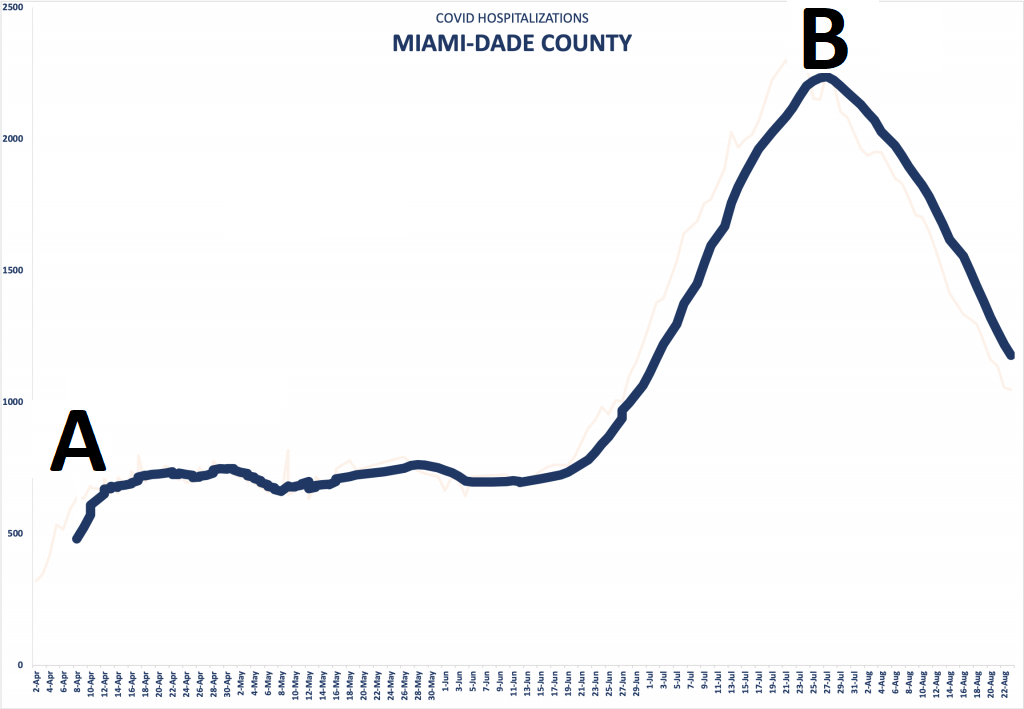 COVID HOSPITALIZATIONS
MIAMI-DADE COUNTY
B
A
2500
2000
1500
1000
500
0
2-Apr
4-Apr
6-Apr
8-Apr
10-Apr
12-Apr
14-Apr
16-Apr
18-Apr
20-Apr
22-Apr
24-Apr
26-Apr
28-Apr
30-Apr
2-May
4-May
6-May
8-May
10-May
12-May
14-May
16-May
18-May
20-May
22-May
24-May
26-May
28-May
30-May
1-Jun
3-Jun
5-Jun
7-Jun
9-Jun
11-Jun
13-Jun
15-Jun
17-Jun
19-Jun
21-Jun
23-Jun
25-Jun
27-Jun
29-Jun
1-Jul
3-Jul
5-Jul
7-Jul
9-Jul
11-Jul
13-Jul
15-Jul
17-Jul
19-Jul
21-Jul
23-Jul
25-Jul
27-Jul
29-Jul
31-Jul
2-Aug
4-Aug
6-Aug
8-Aug
10-Aug
12-Aug
14-Aug
16-Aug
18-Aug
20-Aug
22-Aug